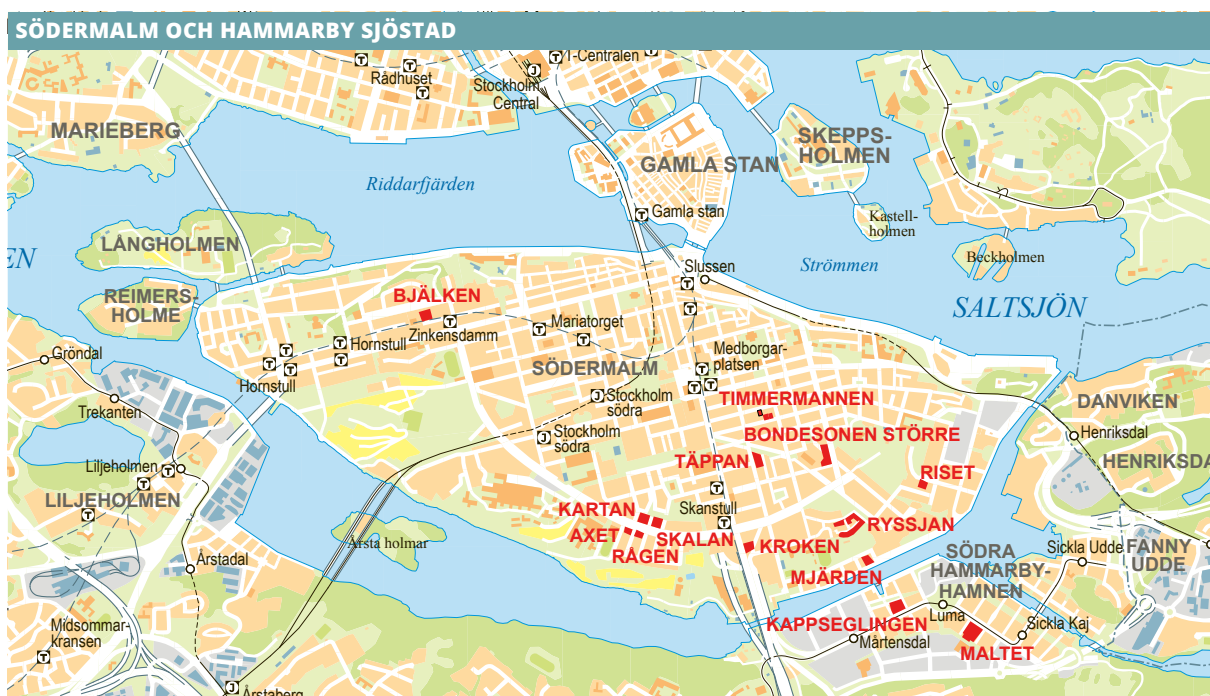 SÖDERMALM OCH HAMMARBY SJÖSTAD
T-Centralen
Rådhuset
Stockholm
Central
MARIEBERG
SKEPPS-
HOLMEN
GAMLA STAN
Riddarfjärden
Gamla stan
Kastell-
holmen
LÅNGHOLMEN
EN
Slussen
Strömmen
Beckholmen
REIMERS-
HOLME
BJÄLKEN
SALTSJÖN
Zinkensdamm
Mariatorget
Hornstull
Gröndal
Medborgar-
platsen
SÖDERMALM
Hornstull
Stockholm
södra
TIMMERMANNEN
DANVIKEN
Trekanten
BONDESONEN STÖRRE
Henriksdal
Stockholm
södra
TÄPPAN
HENRIKSDA
Liljeholmen
RISET
LILJEHOLMEN
KARTAN
Skanstull
RYSSJAN
AXET
SKALAN
Årsta holmar
KROKEN
RÅGEN
SÖDRA
HAMMARBY-
HAMNEN
Sickla Udde
FANNY
UDDE
Årstadal
MJÄRDEN
Luma
Midsommar-
kransen
KAPPSEGLINGEN
Sickla Kaj
Mårtensdal
MALTET
Årstaberg